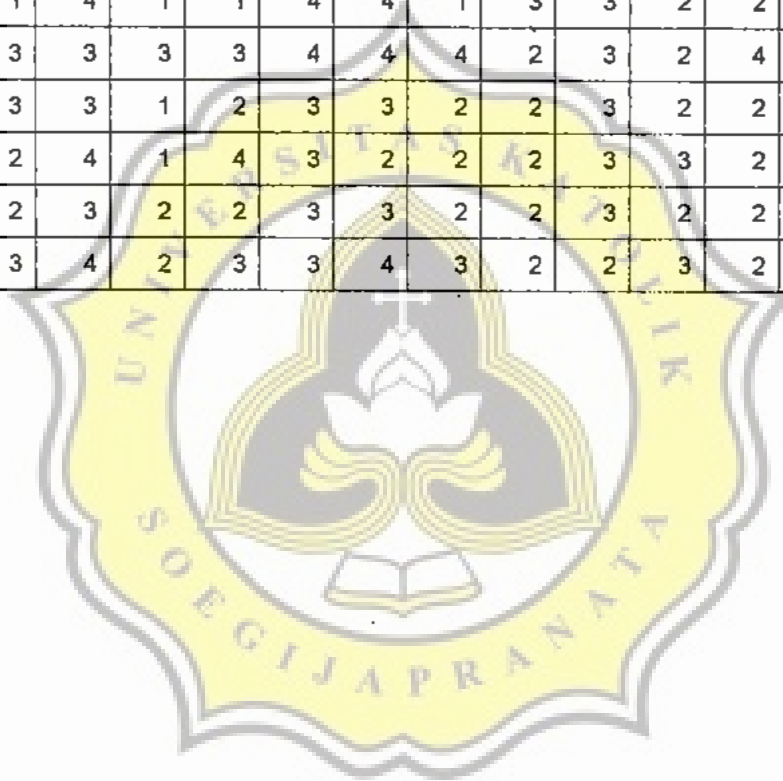 1 4 1 1 4 4 1 3 3 2 2
3 3 3 3 4 4 4 2 3 2 4
3 3 1 2 3 3 2 2 3 2 2
2 4 1 4 3 2 2 2 3 3 2
2 3 2 2 3 3 2 2 3 2 2
3 4 2 3 3 4 3 2 2 3 2
UNIVERSITAS KATOLIK
SOEGIJAPRANATA